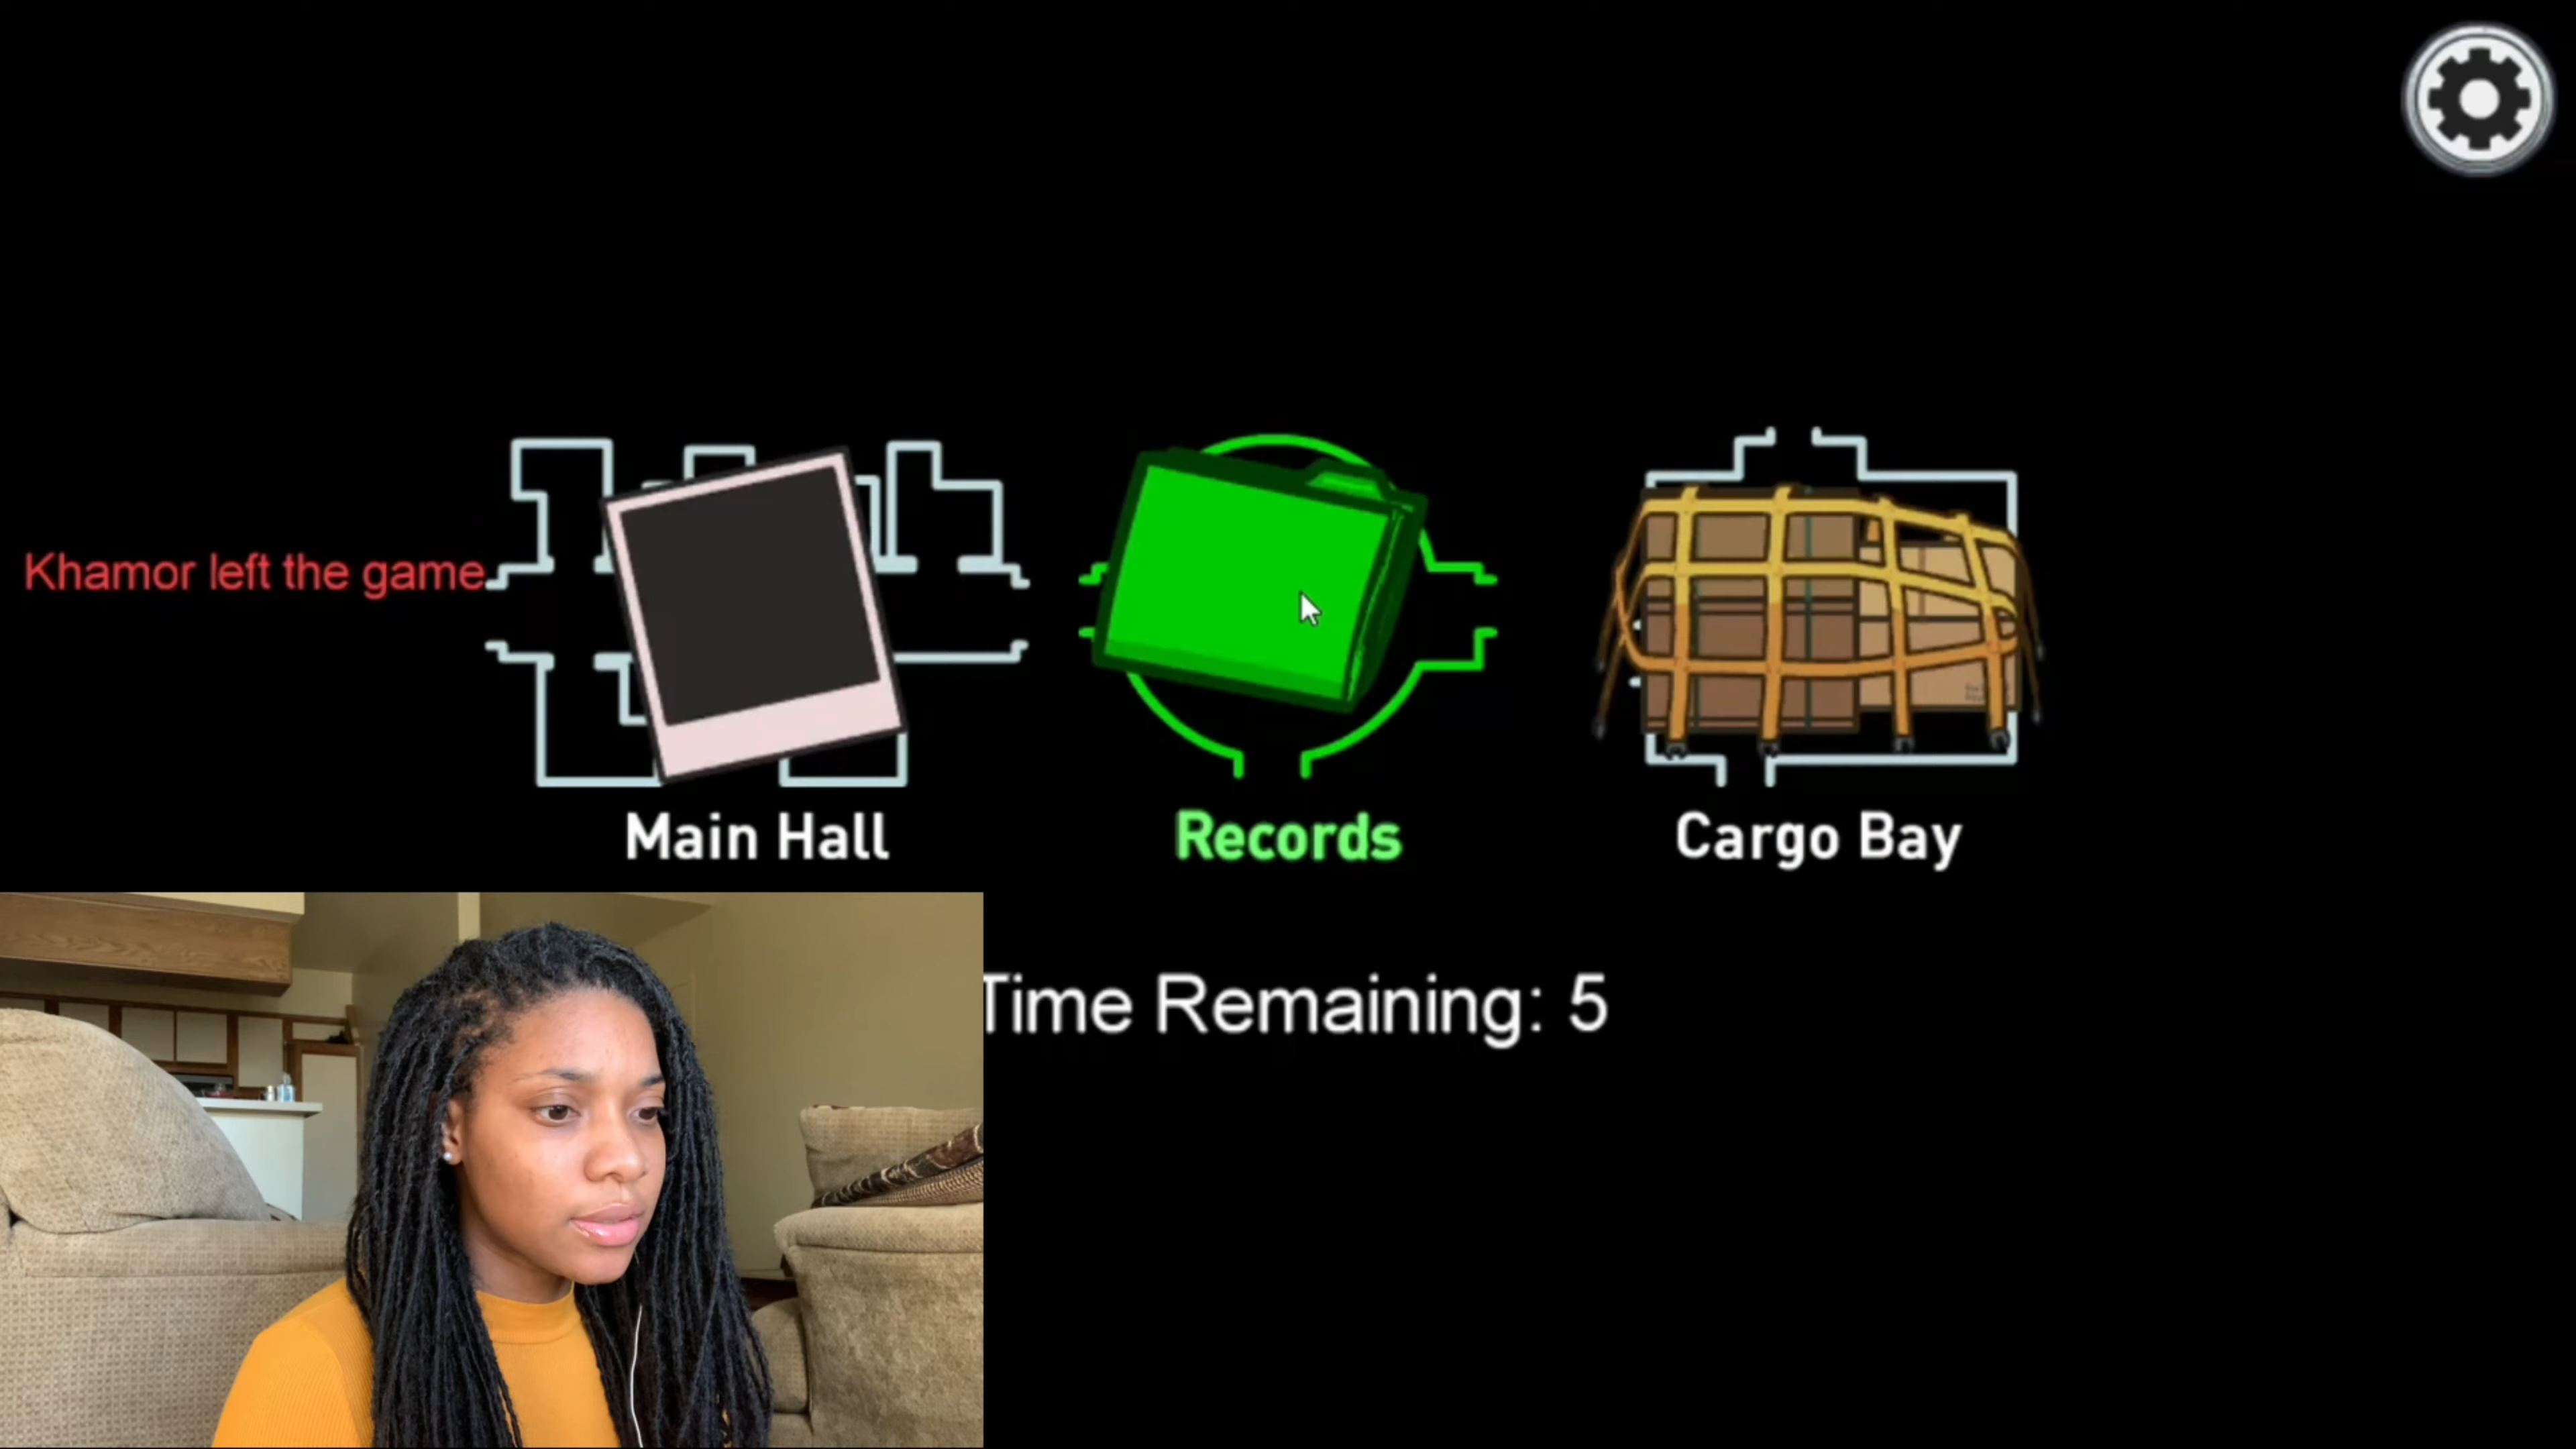 Khamor left the game.
Main Hall
Records
Cargo Bay
Time Remaining: 5